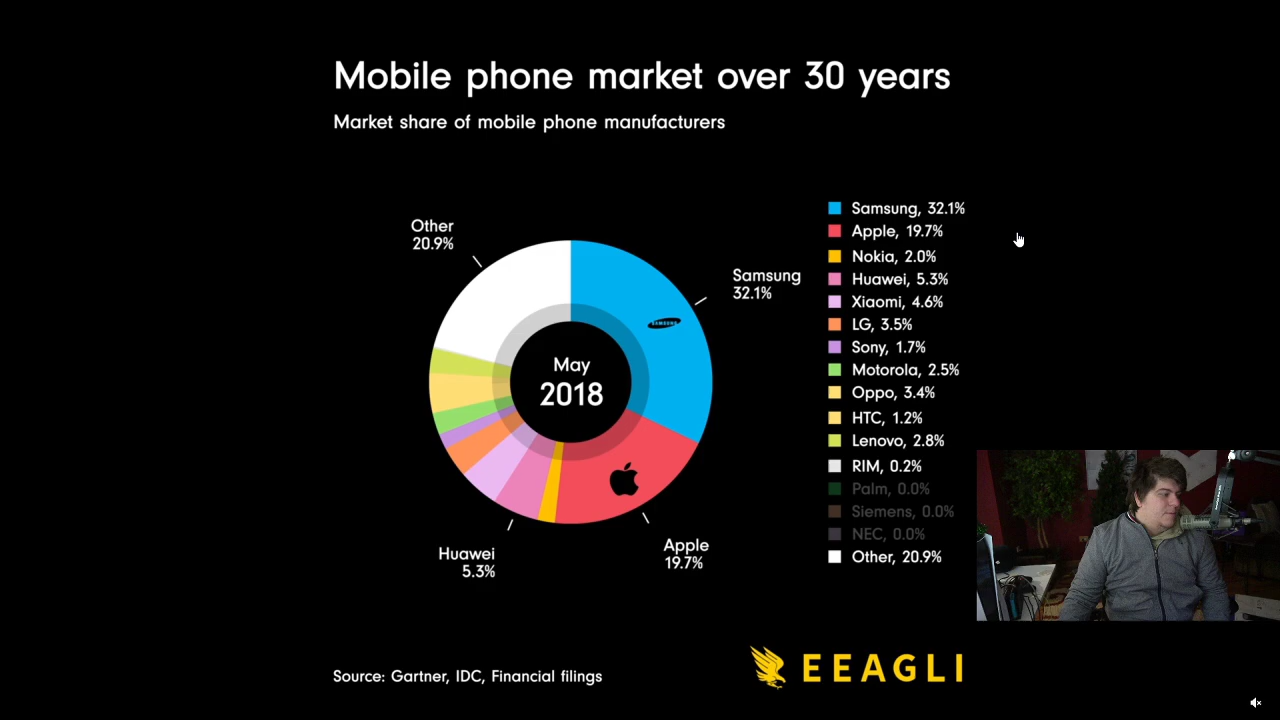 Mobile phone market over 30 years
Market share of mobile phone manufacturers
Other
20.9%
Samsung
32.1%
SAMSUNG
May
2018
Huawei
5.3%
Apple
19.7%
Samsung, 32.1%
Apple, 19.7%
Nokia, 2.0%
Huawei, 5.3%
Xiaomi, 4.6%
LG, 3.5%
Sony, 1.7%
Motorola, 2.5%
Oppo, 3.4%
HTC, 1.2%
Lenovo, 2.8%
RIM, 0.2%
Palm, 0.0%
Siemens, 0.0%
NEC, 0.0%
Other, 20.9%
Source: Gartner, IDC, Financial filings
EEAGLI